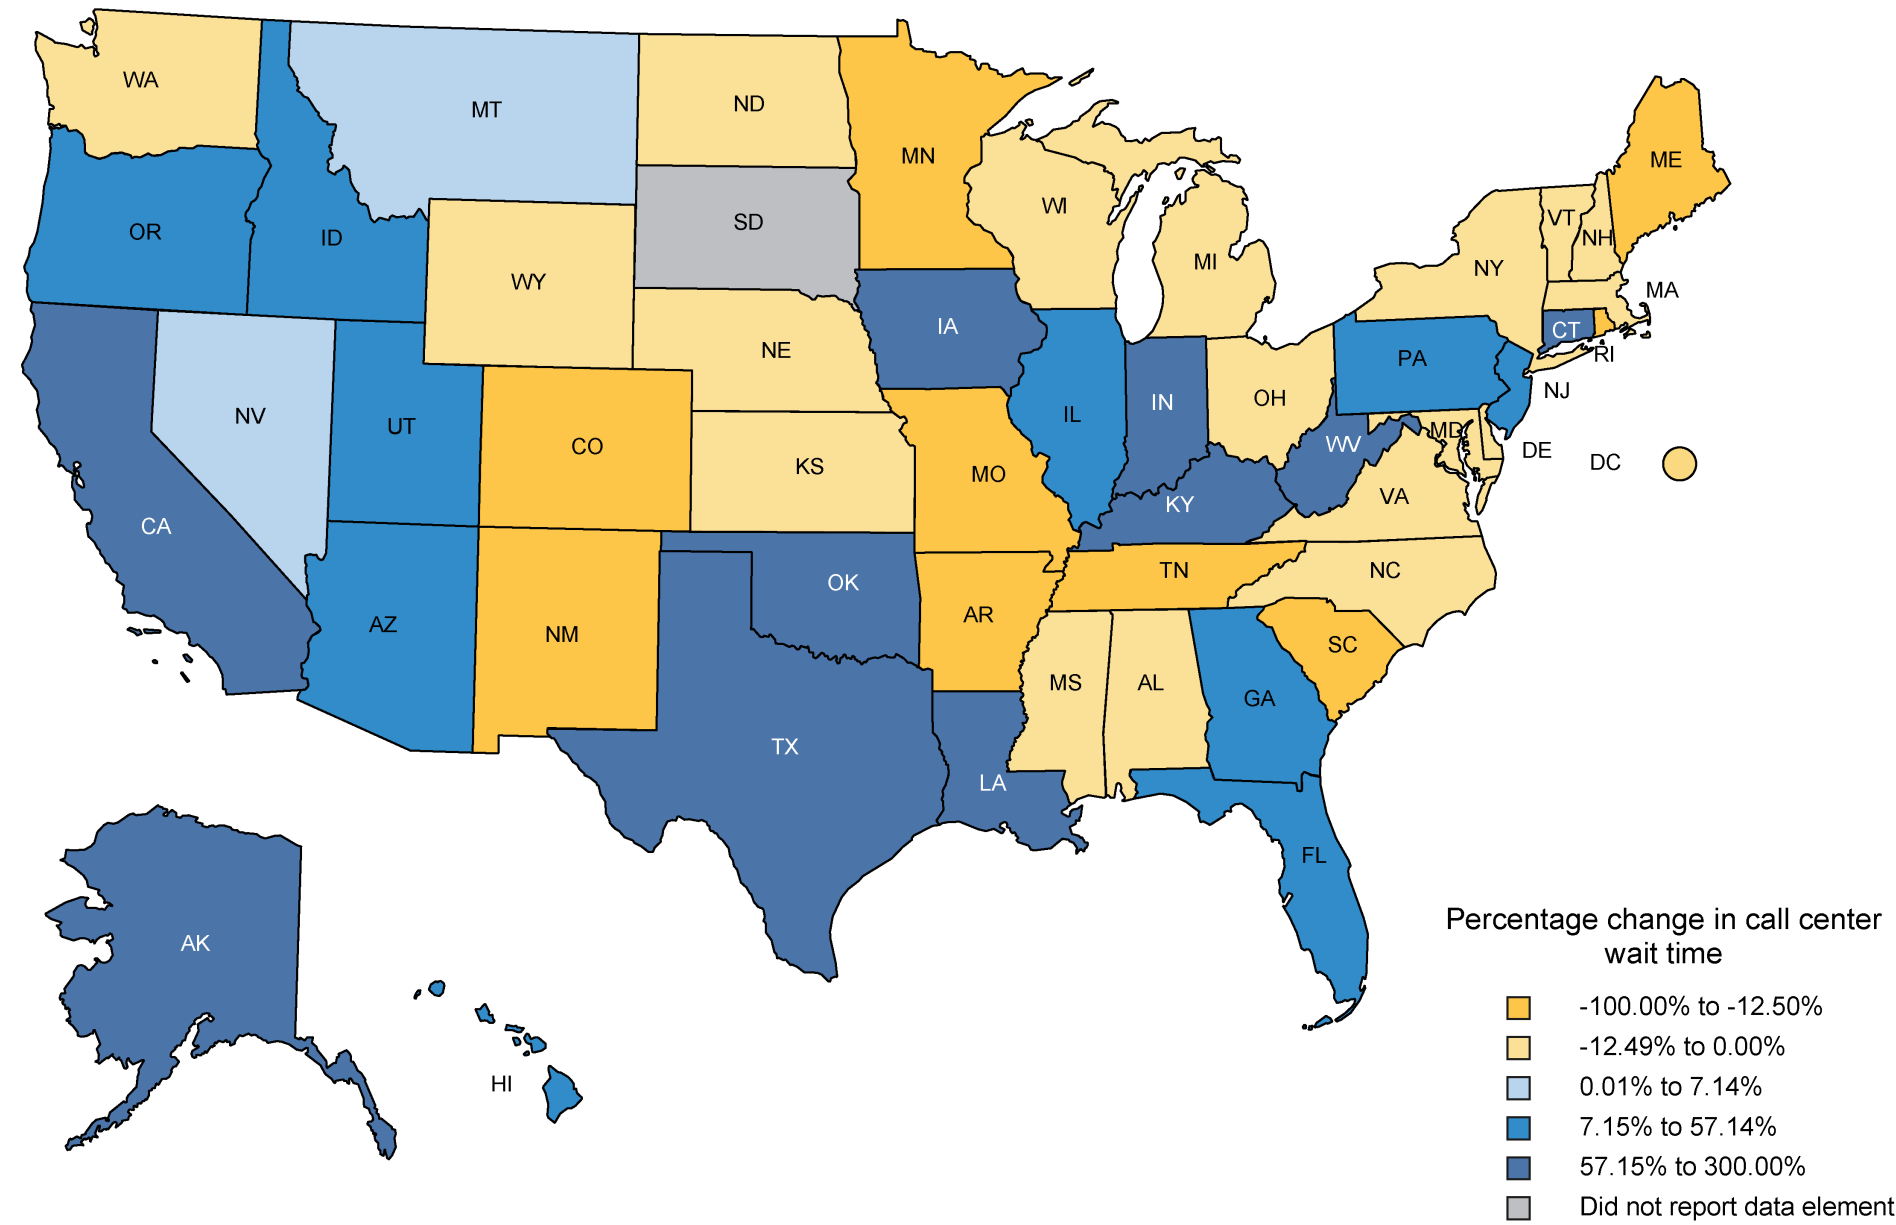 WA
MT
ND
MN
ME
OR
ID
SD
WI
VT
NH
WY
MI
NY
MA
IA
NE
CT
PA
RI
NV
UT
CO
KS
MO
IL
IN
OH
NJ
WV
MD
DE
DC
CA
KY
VA
AZ
NM
OK
AR
TN
NC
SC
MS
AL
GA
TX
LA
FL
AK
HI
Percentage change in call center
wait time
-100.00% to -12.50%
-12.49% to 0.00%
0.01% to 7.14%
7.15% to 57.14%
57.15% to 300.00%
Did not report data element